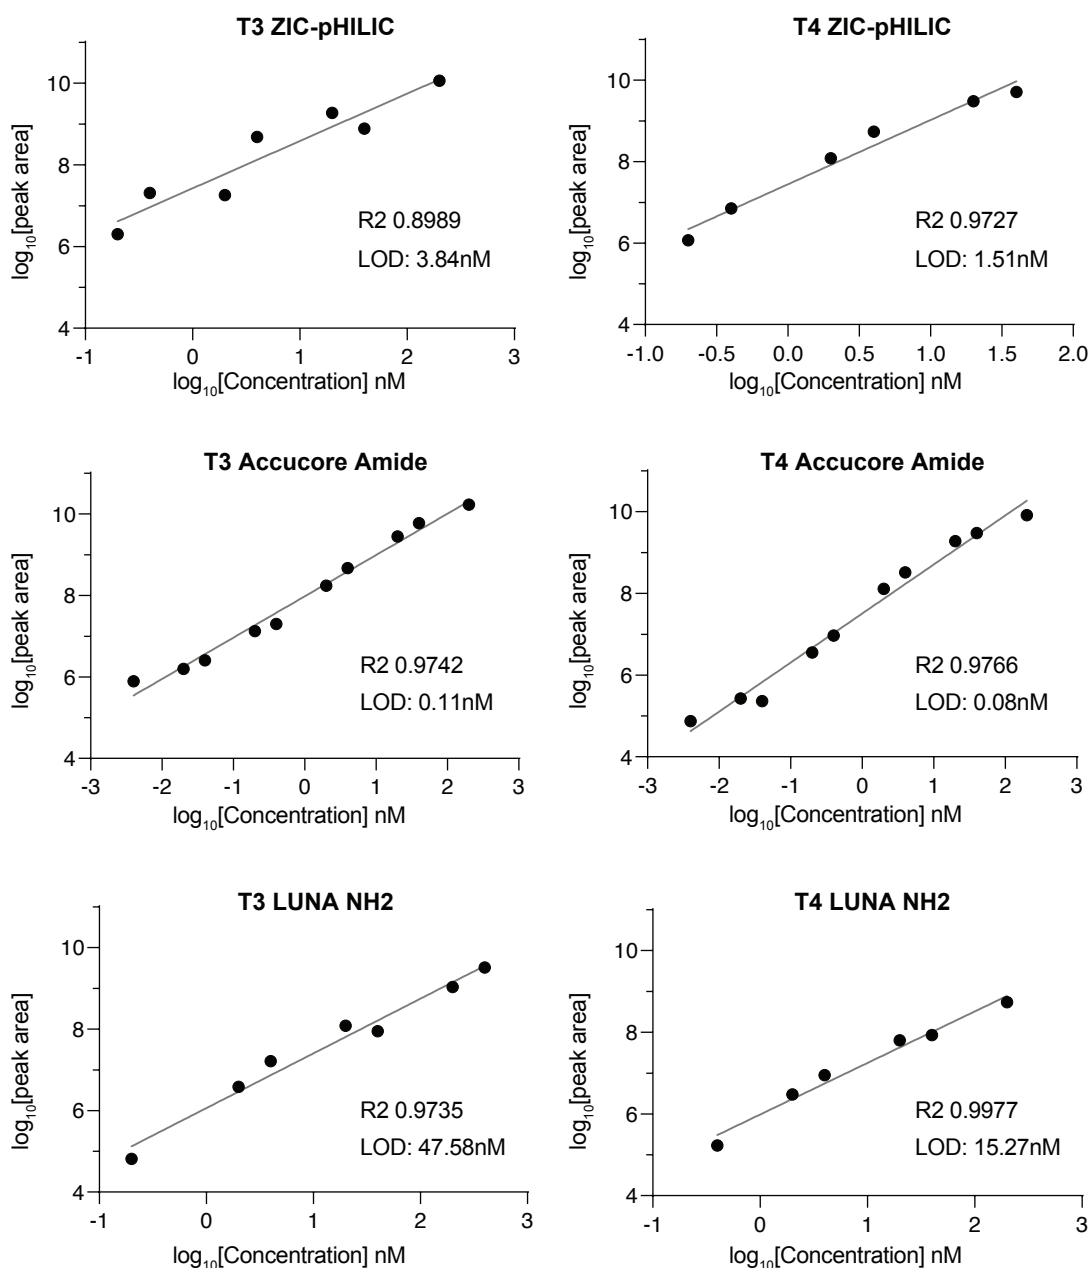 T3 ZIC-pHILIC
log10[peak area]
10
8
6
4
R2 0.8989
LOD: 3.84nM
-1 0 1 2 3
log10[Concentration] nM
T4 ZIC-pHILIC
log10[peak area]
10
8
6
4
R2 0.9727
LOD: 1.51nM
-1.0 -0.5 0.0 0.5 1.0 1.5 2.0
log10[Concentration] nM
T3 Accucore Amide
log10[peak area]
10
8
6
4
R2 0.9742
LOD: 0.11nM
-3 -2 -1 0 1 2 3
log10[Concentration] nM
T4 Accucore Amide
log10[peak area]
10
8
6
4
R2 0.9766
LOD: 0.08nM
-3 -2 -1 0 1 2 3
log10[Concentration] nM
T3 LUNA NH2
log10[peak area]
10
8
6
4
R2 0.9735
LOD: 47.58nM
-1 0 1 2 3
log10[Concentration] nM
T4 LUNA NH2
log10[peak area]
10
8
6
4
R2 0.9977
LOD: 15.27nM
-1 0 1 2 3
log10[Concentration] nM